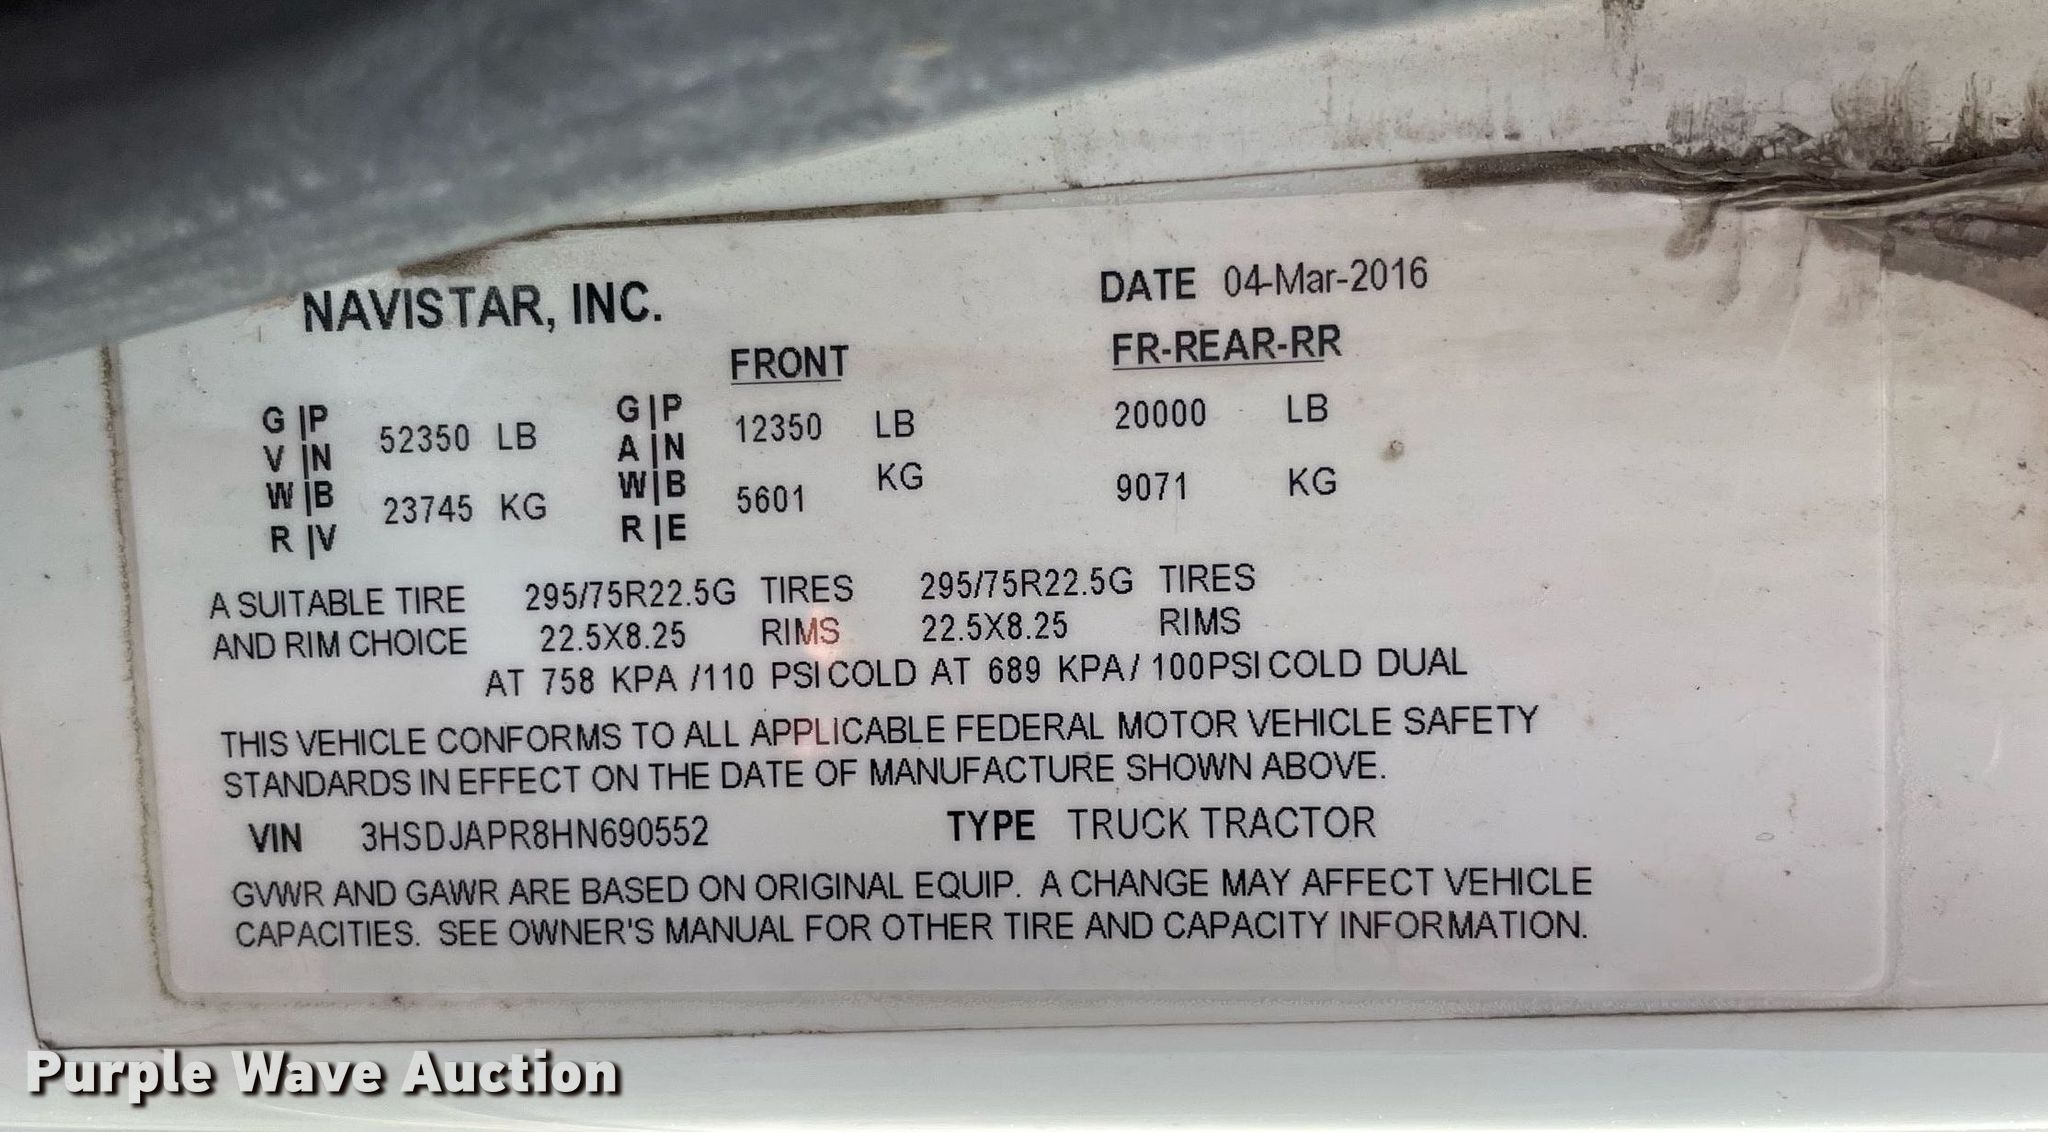 NAVISTAR, INC. DATE 04-Mar-2016
FRONT FR-REAR-RR
G|P 52350 LB G|P 12350 LB 20000 LB
V|N A|N
W|B 23745 KG W|B 5601 KG 9071 KG
R|V R|E
A SUITABLE TIRE 295/75R22.5G TIRES 295/75R22.5G TIRES
AND RIM CHOICE 22.5X8.25 RIMS 22.5X8.25 RIMS
AT 758 KPA /110 PSI COLD AT 689 KPA/ 100PSI COLD DUAL
THIS VEHICLE CONFORMS TO ALL APPLICABLE FEDERAL MOTOR VEHICLE SAFETY
STANDARDS IN EFFECT ON THE DATE OF MANUFACTURE SHOWN ABOVE.
VIN 3HSDJAPR8HN690552 TYPE TRUCK TRACTOR
GVWR AND GAWR ARE BASED ON ORIGINAL EQUIP. A CHANGE MAY AFFECT VEHICLE
CAPACITIES. SEE OWNER'S MANUAL FOR OTHER TIRE AND CAPACITY INFORMATION.
Purple Wave Auction